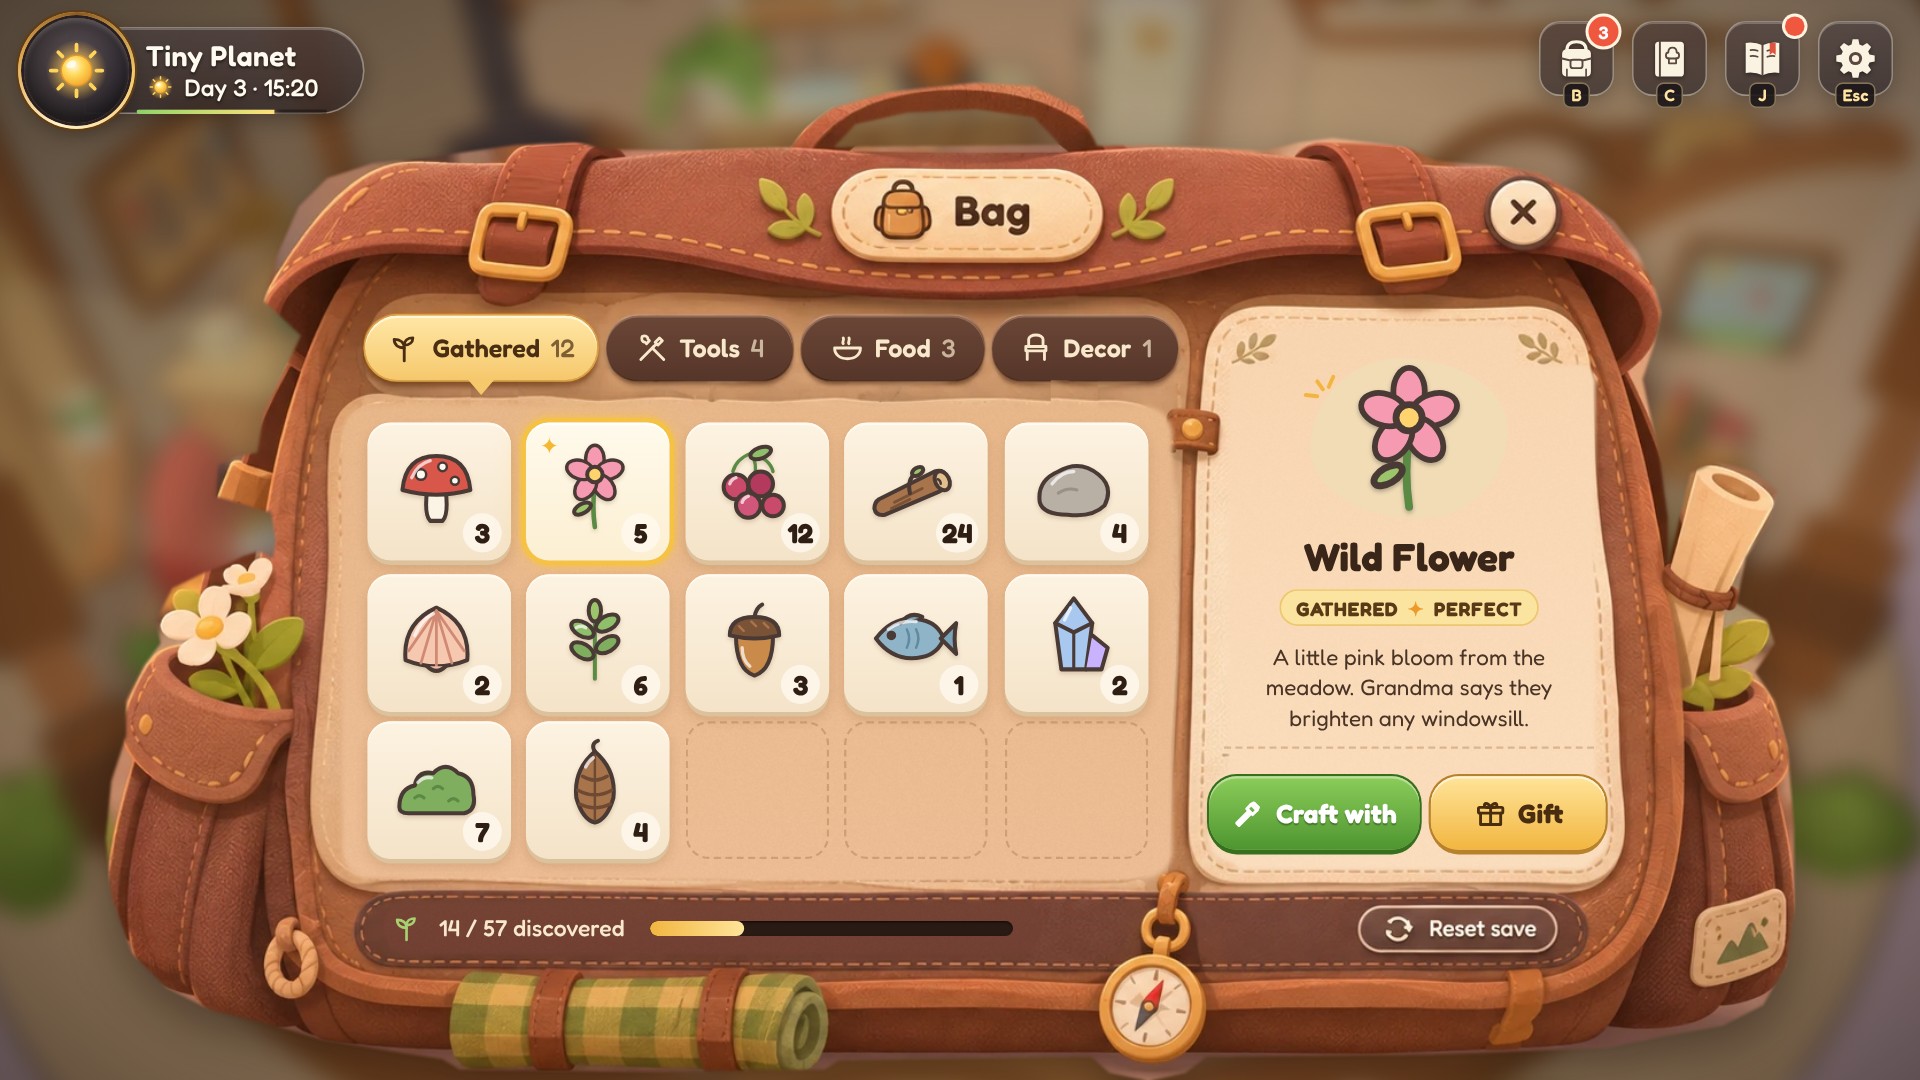 Tiny Planet
Day 3 · 15:20
3
B
C
J
Esc
Bag
Gathered 12
Tools 4
Food 3
Decor 1
3
5
12
24
4
2
6
3
1
2
7
4
Wild Flower
GATHERED ✦ PERFECT
A little pink bloom from the
meadow. Grandma says they
brighten any windowsill.
Craft with
Gift
14 / 57 discovered
Reset save